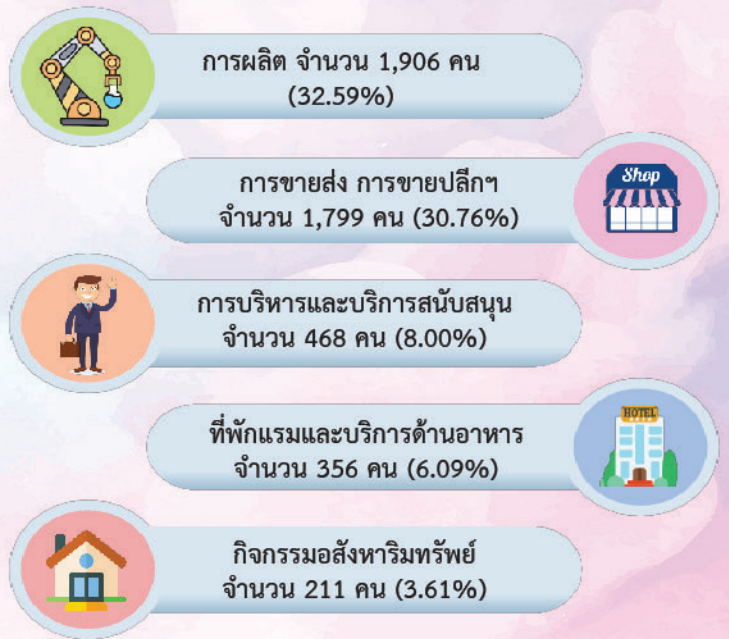 การผลิต จำนวน 1,906 คน
(32.59%)
Shop
การขายส่ง การขายปลีกฯ
จำนวน 1,799 คน (30.76%)
การบริหารและบริการสนับสนุน
จำนวน 468 คน (8.00%)
HOTEL
ที่พักแรมและบริการด้านอาหาร
จำนวน 356 คน (6.09%)
กิจกรรมอสังหาริมทรัพย์
จำนวน 211 คน (3.61%)